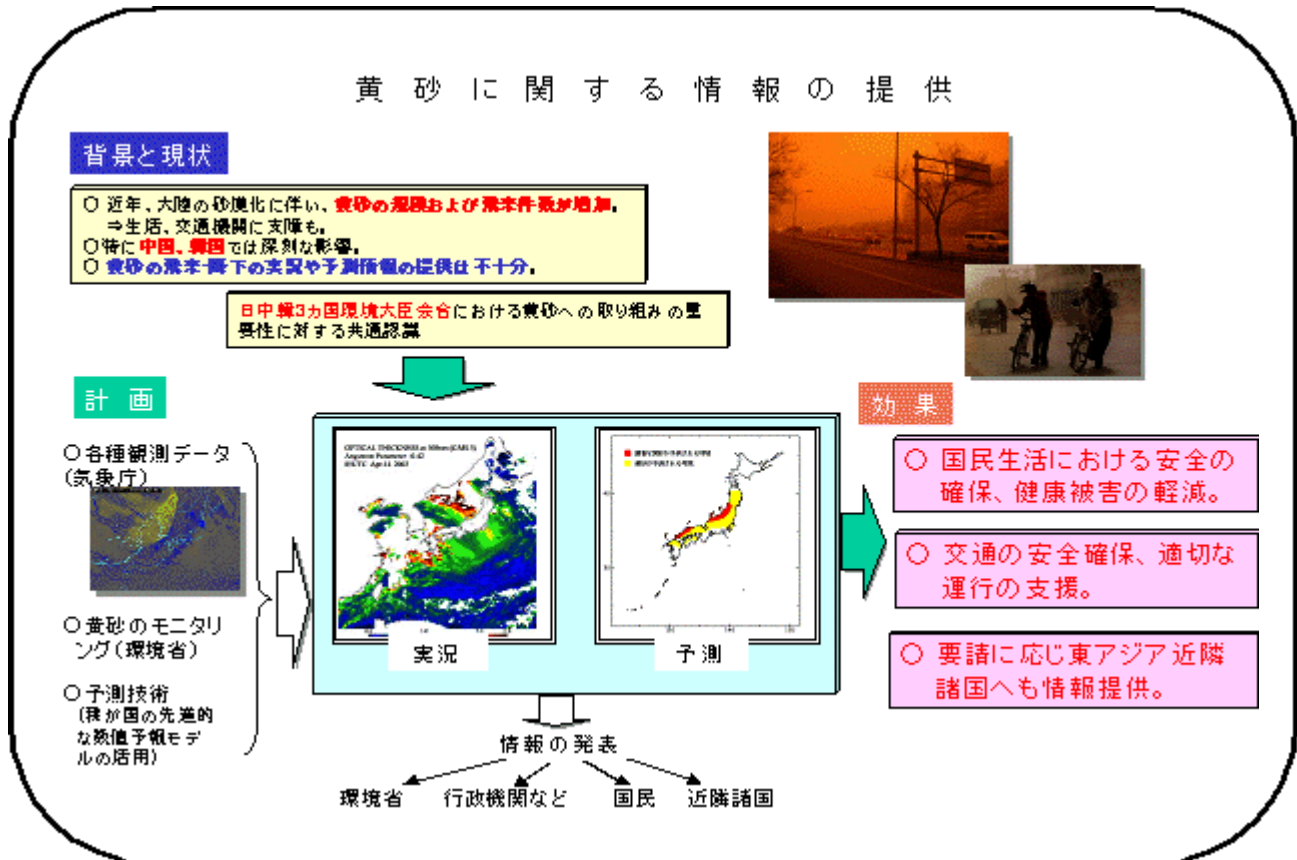 黄砂に関する情報の提供
背景と現状
○ 近年、大陸の砂漠化に伴い、黄砂の規模および飛来件数が増加。
⇒生活、交通機関に支障も。
○特に中国、韓国では深刻な影響。
○ 黄砂の飛来・降下の実況や予測情報の提供は不十分。
日中韓3カ国環境大臣会合における黄砂への取り組みの重
要性に対する共通認識
計 画
○各種観測データ
(気象庁)
○黄砂のモニタリ
ング(環境省)
○予測技術
(我が国の先進的
な数値予報モデ
ルの活用)
OPTICAL THICKNESS at 500nm (GMS5)
Angstrom Parameter
実況
予測
効 果
○ 国民生活における安全の
確保、健康被害の軽減。
○ 交通の安全確保、適切な
運行の支援。
○ 要請に応じ東アジア近隣
諸国へも情報提供。
情報の発表
環境省 行政機関など 国民 近隣諸国